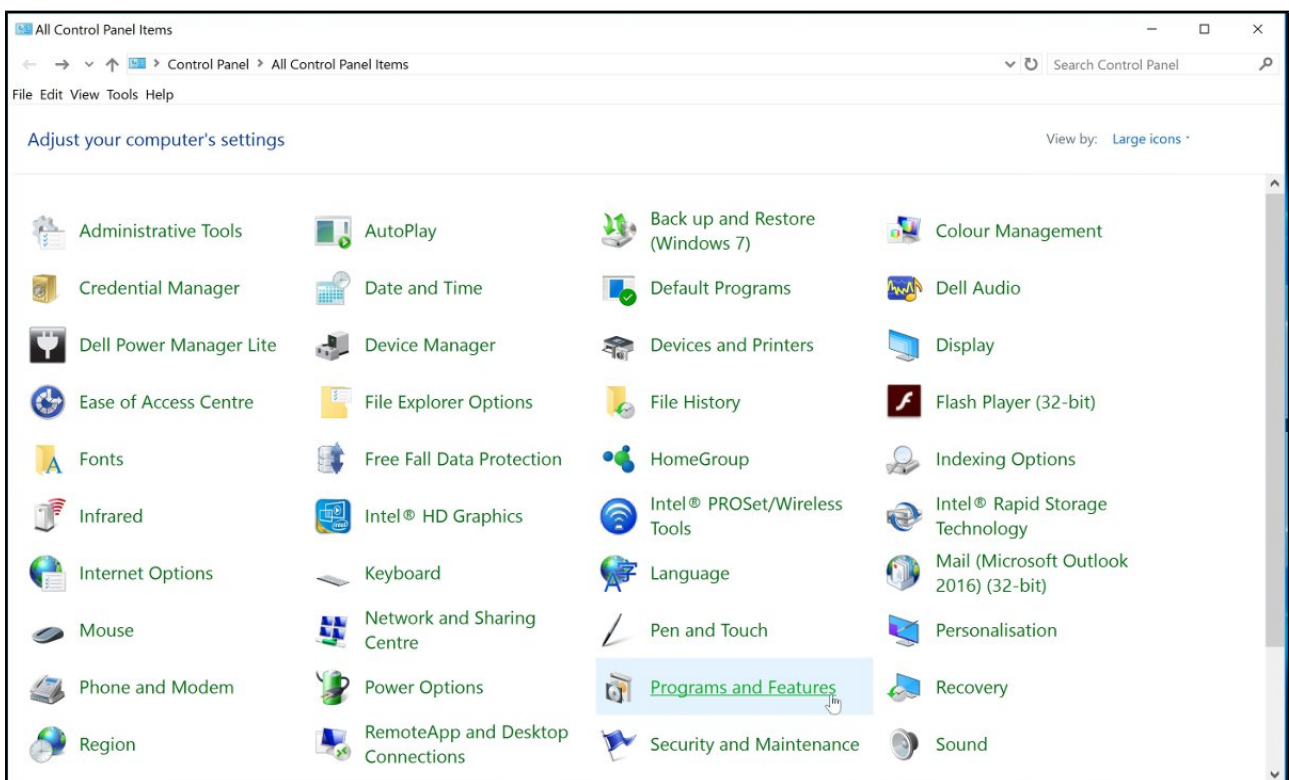 All Control Panel Items
Control Panel > All Control Panel Items
Search Control Panel
File Edit View Tools Help
Adjust your computer's settings
View by: Large icons
Administrative Tools
AutoPlay
Back up and Restore
(Windows 7)
Colour Management
Credential Manager
Date and Time
Default Programs
Dell Audio
Dell Power Manager Lite
Device Manager
Devices and Printers
Display
Ease of Access Centre
File Explorer Options
File History
Flash Player (32-bit)
Fonts
Free Fall Data Protection
HomeGroup
Indexing Options
Infrared
Intel® HD Graphics
Intel® PROSet/Wireless
Tools
Intel® Rapid Storage
Technology
Internet Options
Keyboard
Language
Mail (Microsoft Outlook
2016) (32-bit)
Mouse
Network and Sharing
Centre
Pen and Touch
Personalisation
Phone and Modem
Power Options
Programs and Features
Recovery
Region
RemoteApp and Desktop
Connections
Security and Maintenance
Sound